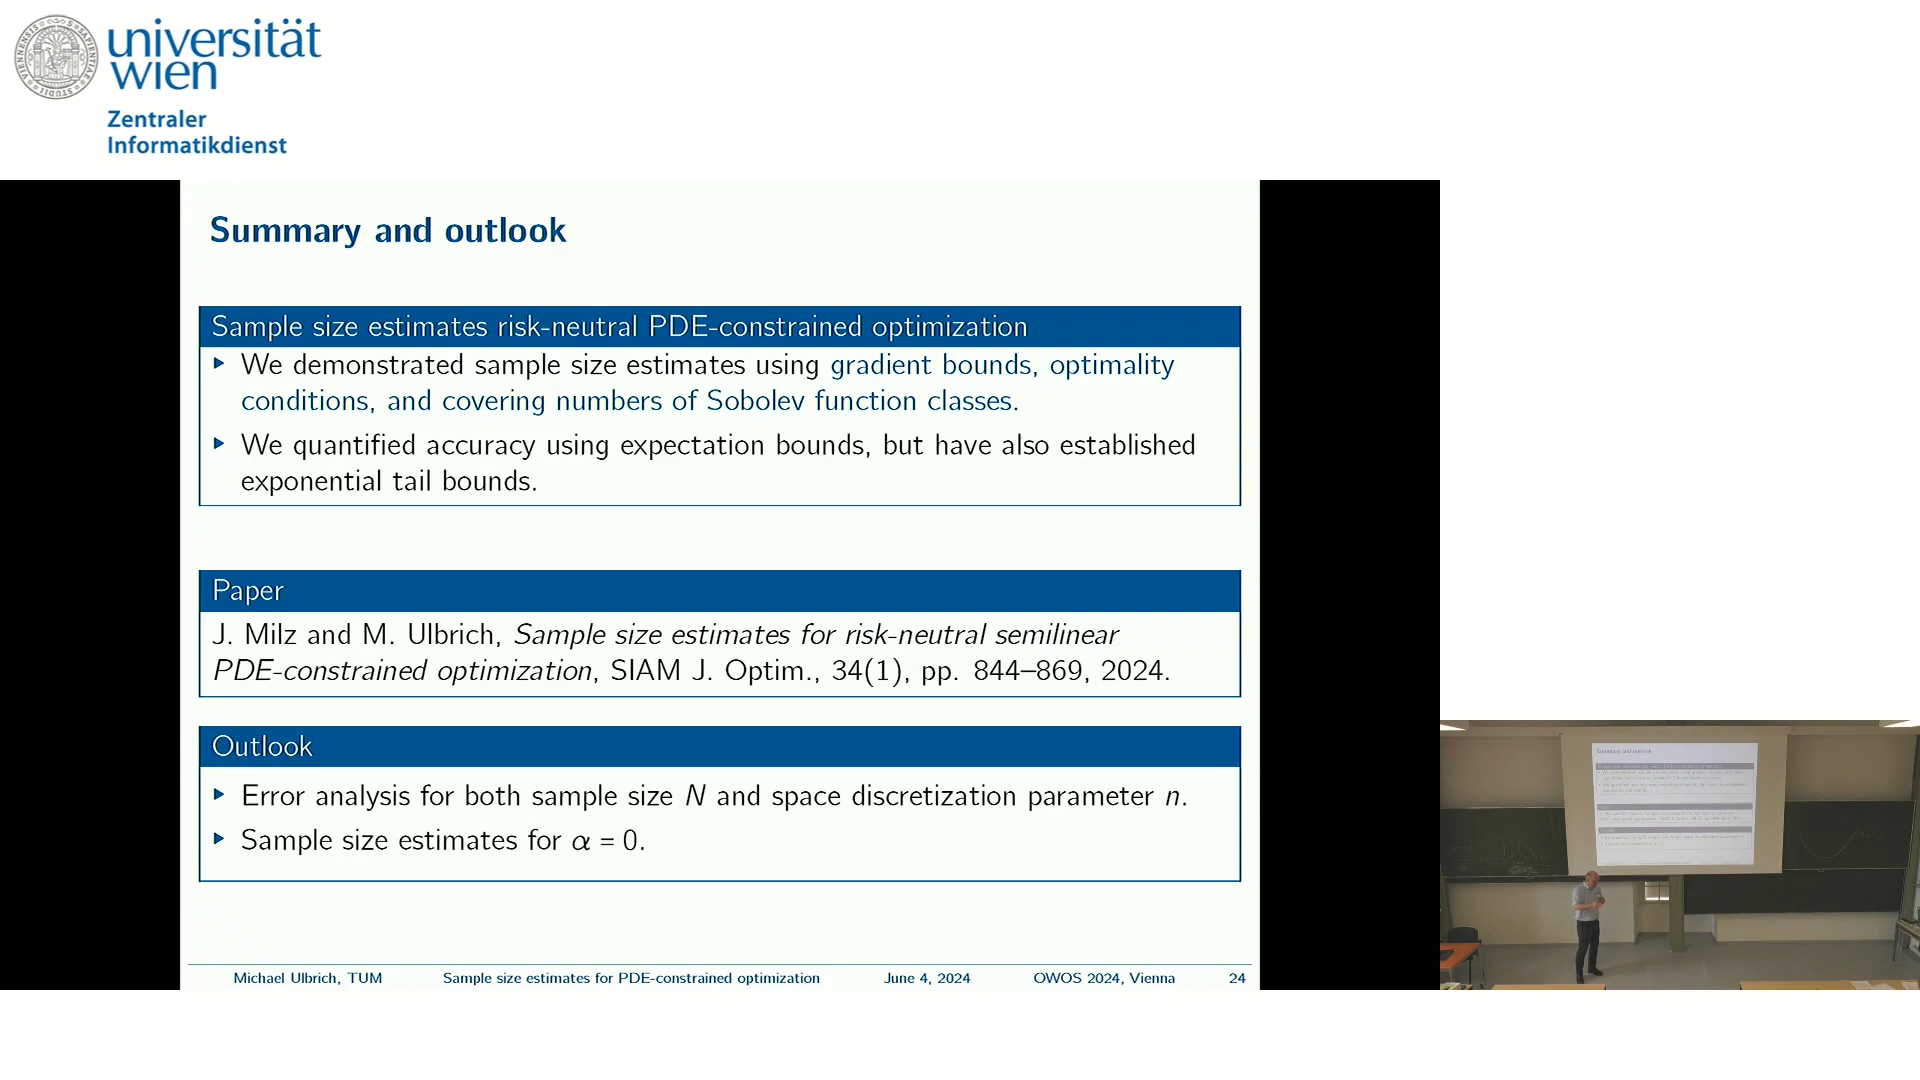 universität
wien
Zentraler
Informatikdienst
Summary and outlook
Sample size estimates risk-neutral PDE-constrained optimization
▸ We demonstrated sample size estimates using gradient bounds, optimality
conditions, and covering numbers of Sobolev function classes.
▸ We quantified accuracy using expectation bounds, but have also established
exponential tail bounds.
Paper
J. Milz and M. Ulbrich, Sample size estimates for risk-neutral semilinear
PDE-constrained optimization, SIAM J. Optim., 34(1), pp. 844–869, 2024.
Outlook
▸ Error analysis for both sample size N and space discretization parameter n.
▸ Sample size estimates for α = 0.
Michael Ulbrich, TUM Sample size estimates for PDE-constrained optimization June 4, 2024 OWOS 2024, Vienna 24
Summary and outlook